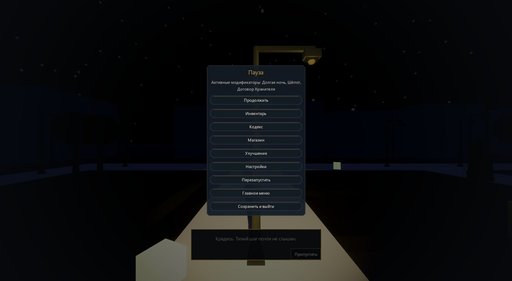 Пауза
Активные модификаторы: Долгая ночь, Шёпот,
Договор Хранителя
Продолжить
Инвентарь
Кодекс
Магазин
Улучшения
Настройки
Перезапустить
Главное меню
Сохранить и выйти
Пропустить